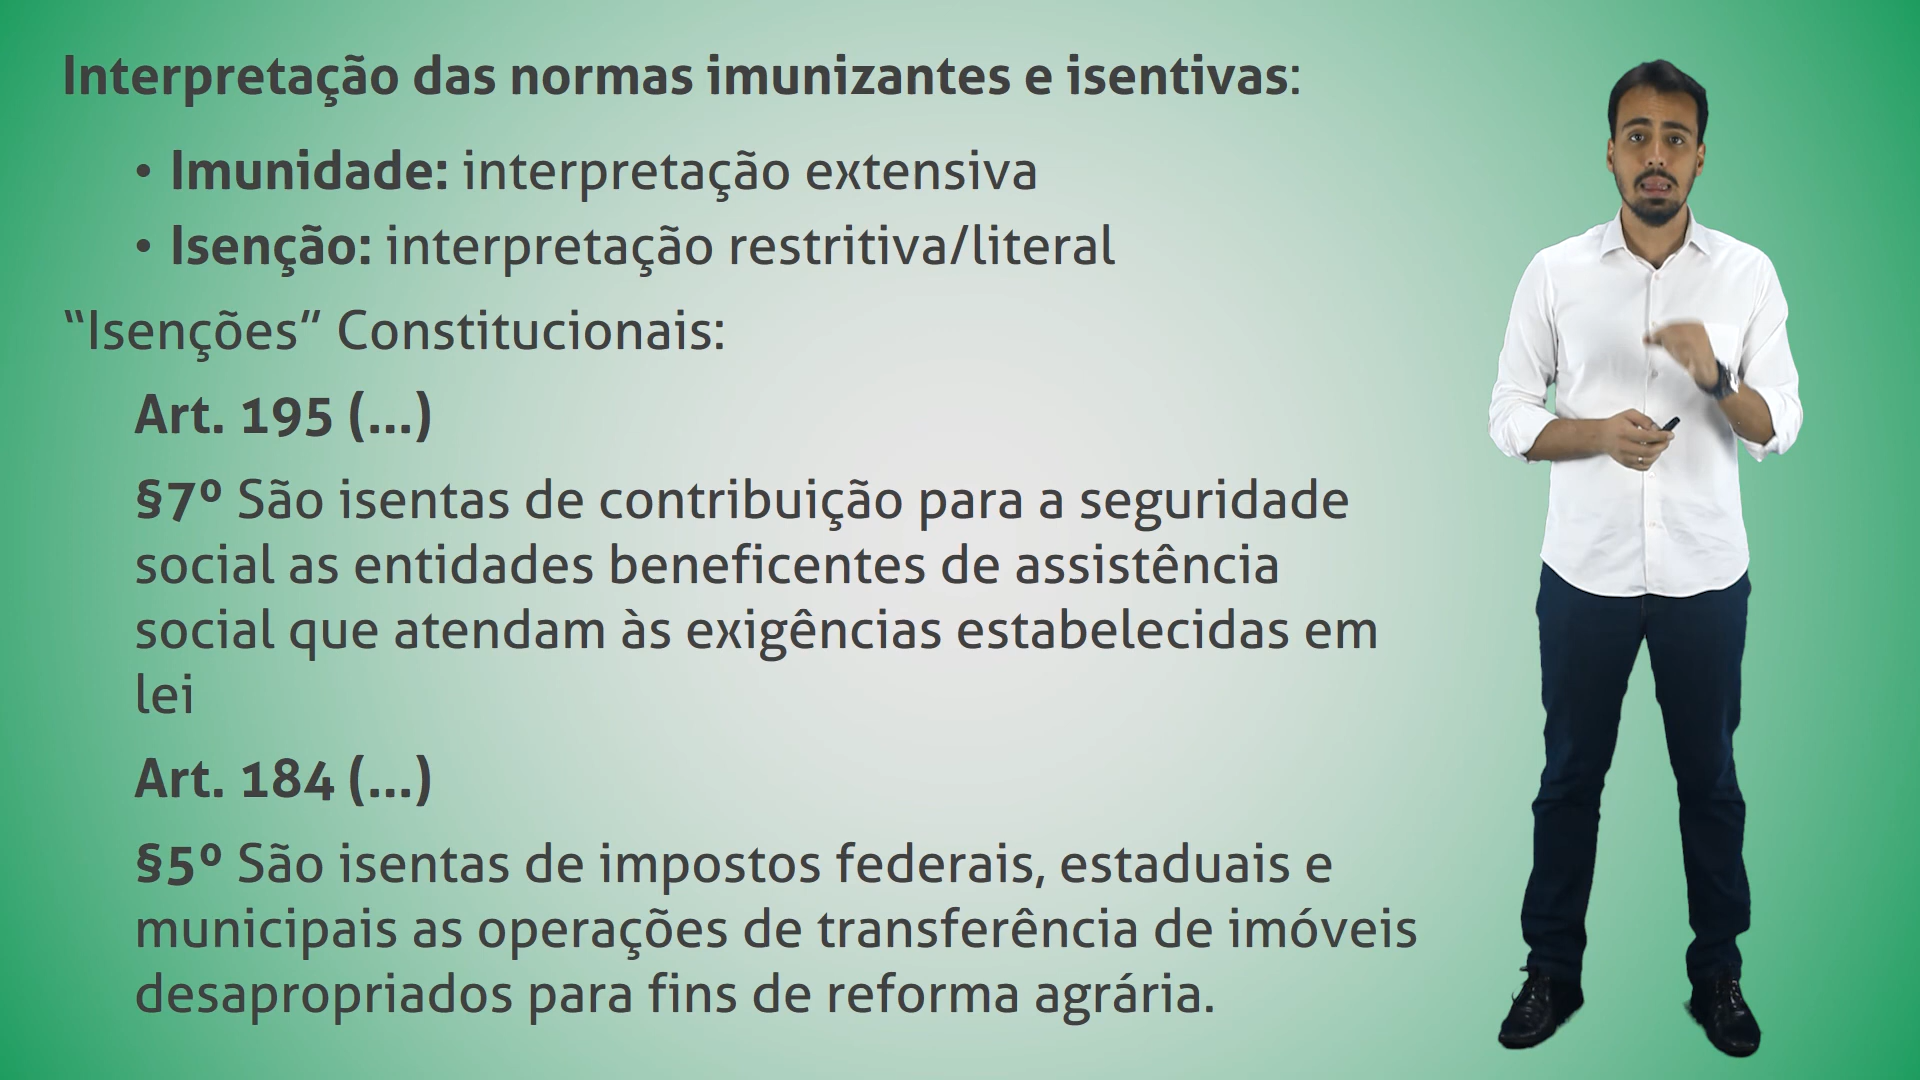 Interpretação das normas imunizantes e isentivas:
• Imunidade: interpretação extensiva
• Isenção: interpretação restritiva/literal
“Isenções” Constitucionais:
Art. 195 (...)
§7º São isentas de contribuição para a seguridade
social as entidades beneficentes de assistência
social que atendam às exigências estabelecidas em
lei
Art. 184 (...)
§5º São isentas de impostos federais, estaduais e
municipais as operações de transferência de imóveis
desapropriados para fins de reforma agrária.